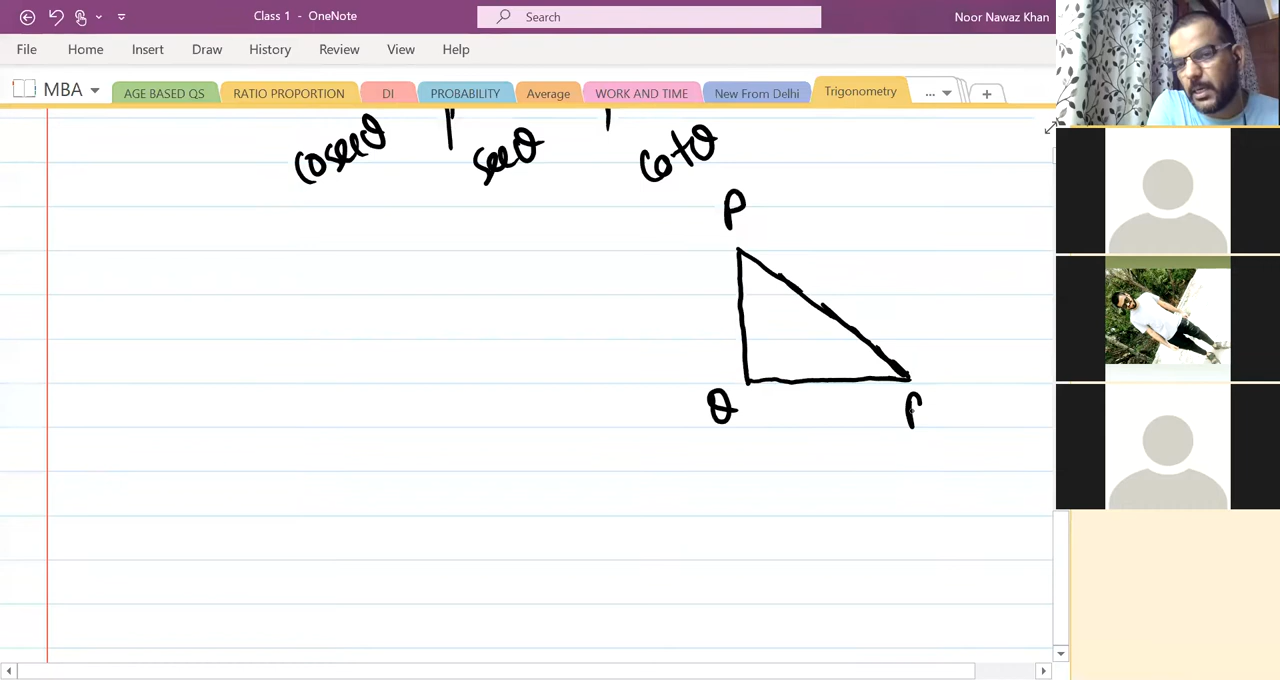 Class 1 - OneNote
Search
Noor Nawaz Khan
File Home Insert Draw History Review View Help
MBA AGE BASED QS RATIO PROPORTION DI PROBABILITY Average WORK AND TIME New From Delhi Trigonometry ...
cosecθ secθ cotθ
P
Q